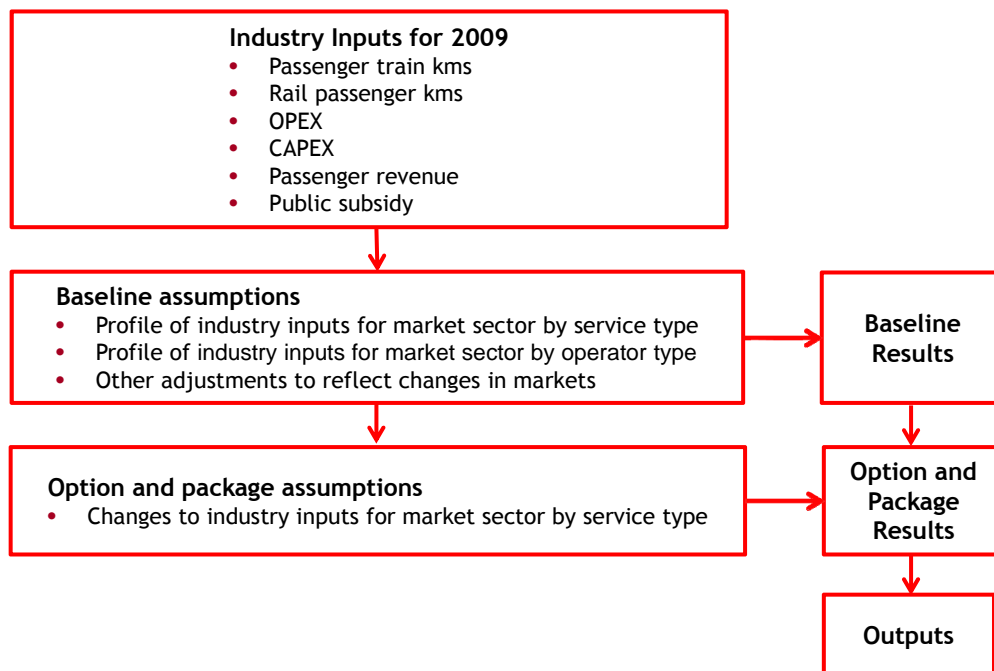 Industry Inputs for 2009
• Passenger train kms
• Rail passenger kms
• OPEX
• CAPEX
• Passenger revenue
• Public subsidy
Baseline assumptions
• Profile of industry inputs for market sector by service type
• Profile of industry inputs for market sector by operator type
• Other adjustments to reflect changes in markets
Baseline
Results
Option and package assumptions
• Changes to industry inputs for market sector by service type
Option and
Package
Results
Outputs